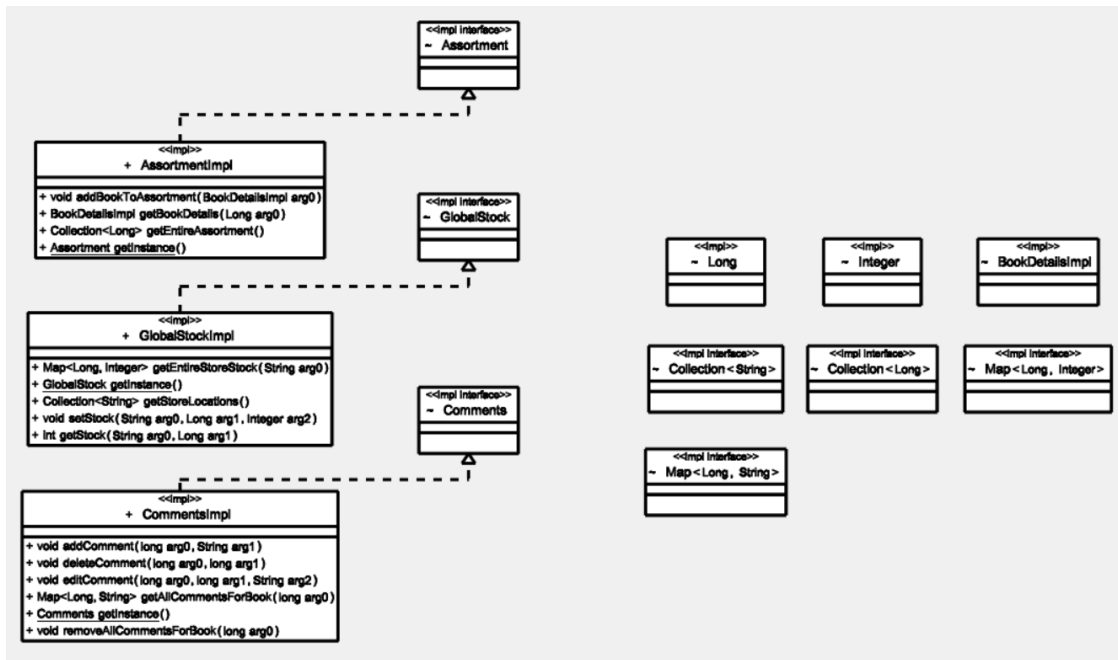 <<impl interface>>
~ Assortment
<<impl>>
+ AssortmentImpl
+ void addBookToAssortment(BookDetailsImpl arg0)
+ BookDetailsImpl getBookDetails(Long arg0)
+ Collection<Long> getEntireAssortment()
+ Assortment getInstance()
<<impl interface>>
~ GlobalStock
<<impl>>
+ GlobalStockImpl
+ Map<Long, Integer> getEntireStoreStock(String arg0)
+ GlobalStock getInstance()
+ Collection<String> getStoreLocations()
+ void setStock(String arg0, Long arg1, Integer arg2)
+ int getStock(String arg0, Long arg1)
<<impl interface>>
~ Comments
<<impl>>
+ CommentsImpl
+ void addComment(long arg0, String arg1)
+ void deleteComment(long arg0, long arg1)
+ void editComment(long arg0, long arg1, String arg2)
+ Map<Long, String> getAllCommentsForBook(long arg0)
+ Comments getInstance()
+ void removeAllCommentsForBook(long arg0)
<<impl>>
~ Long
<<impl>>
~ Integer
<<impl>>
~ BookDetailsImpl
<<impl interface>>
~ Collection<String>
<<impl interface>>
~ Collection<Long>
<<impl interface>>
~ Map<Long, Integer>
<<impl interface>>
~ Map<Long, String>